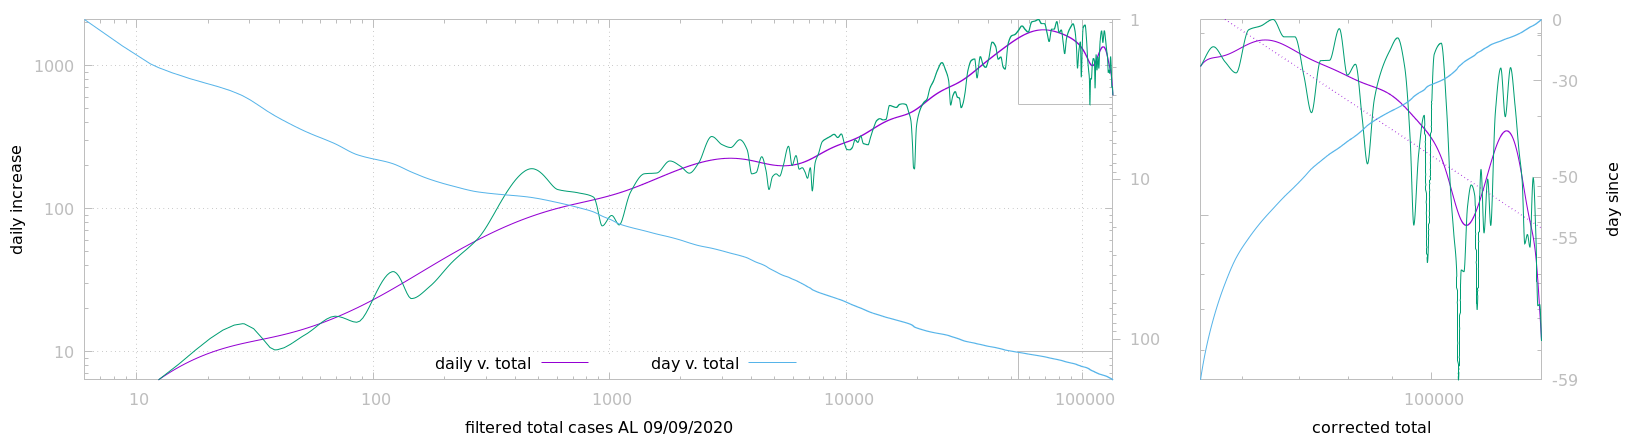 daily increase
1000
100
10
10
100
1000
10000
100000
filtered total cases AL 09/09/2020
daily v. total
day v. total
1
10
100
0
-30
-50
-55
-59
day since
100000
corrected total